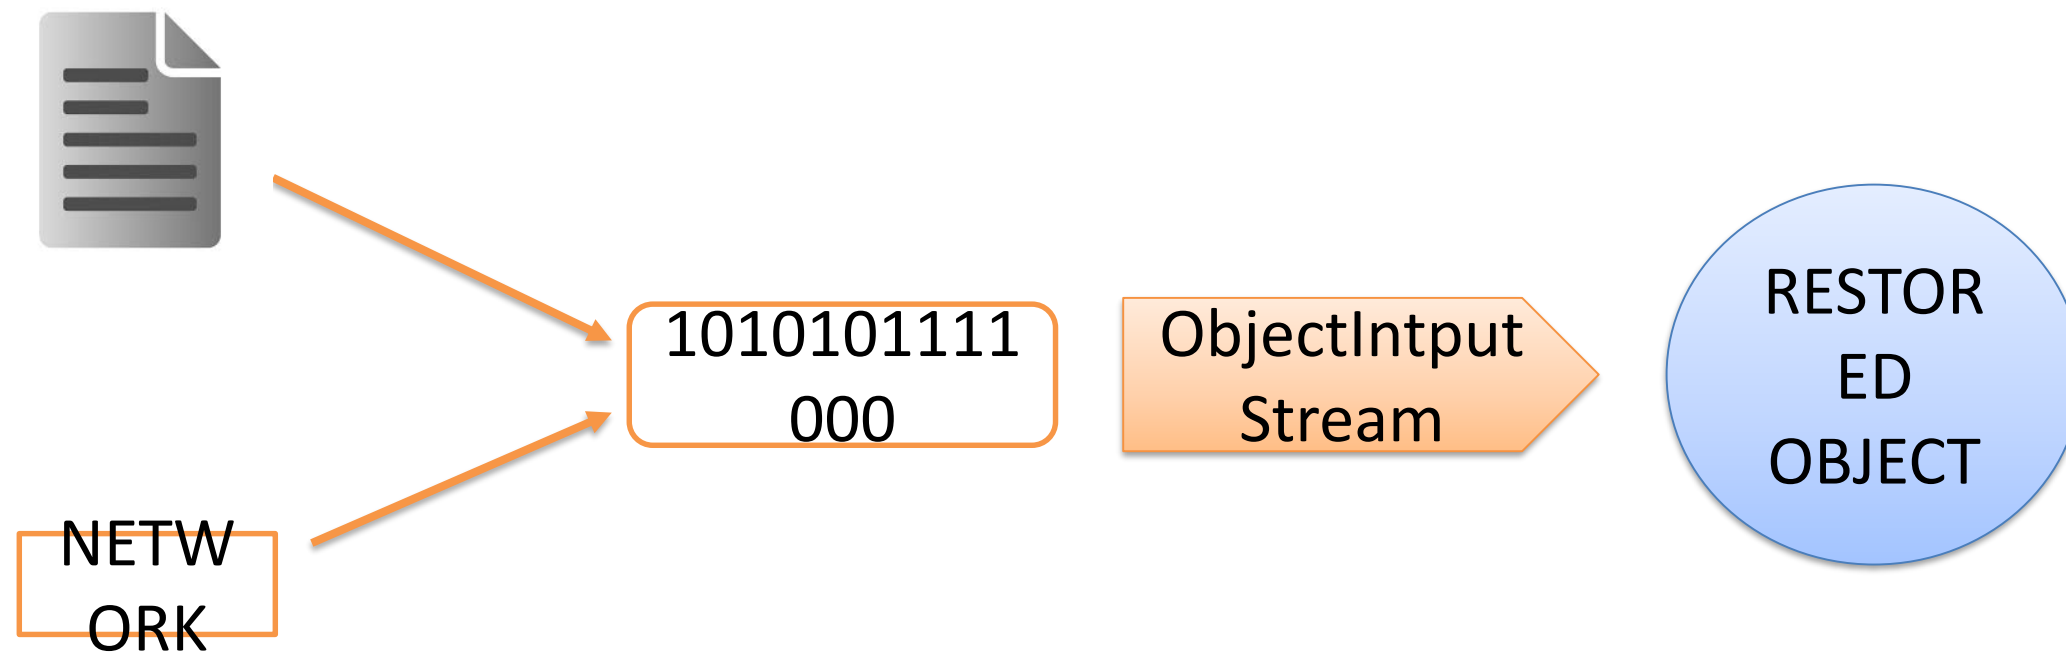 1010101111
000
ObjectIntput
Stream
RESTOR
ED
OBJECT
NETW
ORK